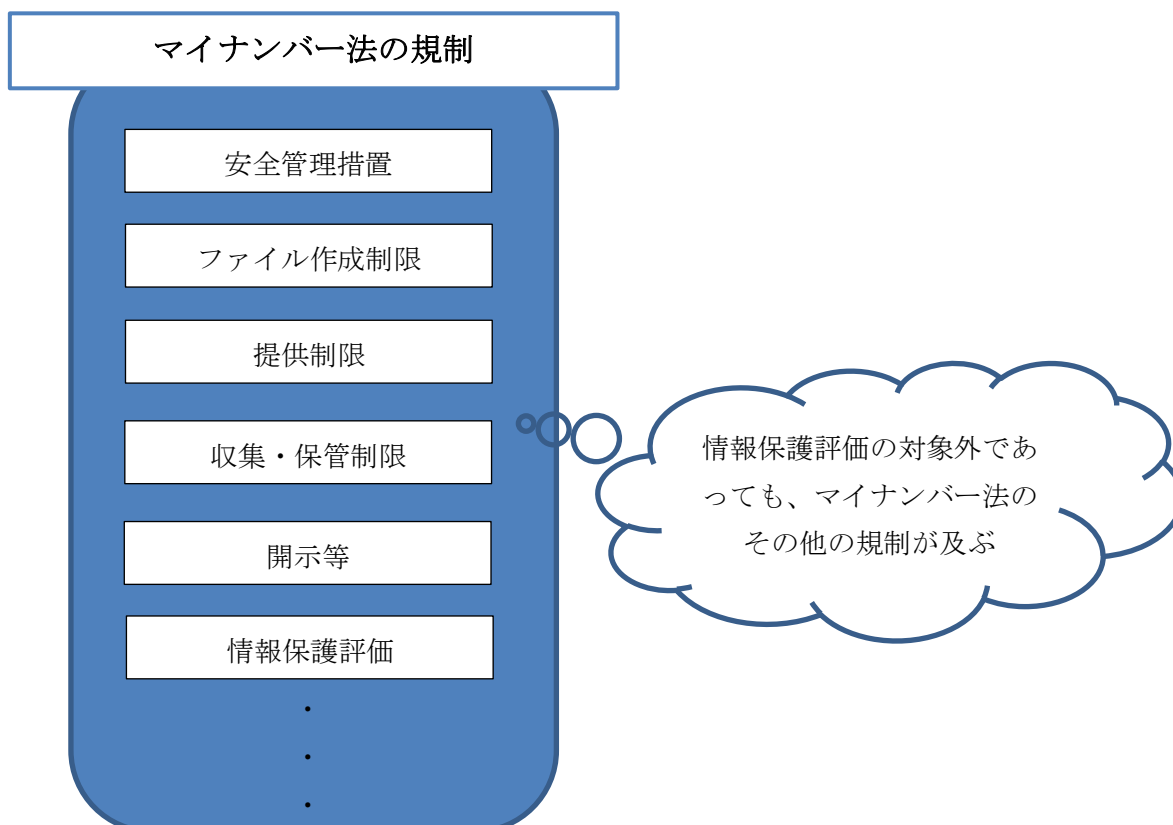 マイナンバー法の規制
安全管理措置
ファイル作成制限
提供制限
収集・保管制限
開示等
情報保護評価
・
・
・
情報保護評価の対象外であ
っても、マイナンバー法の
その他の規制が及ぶ